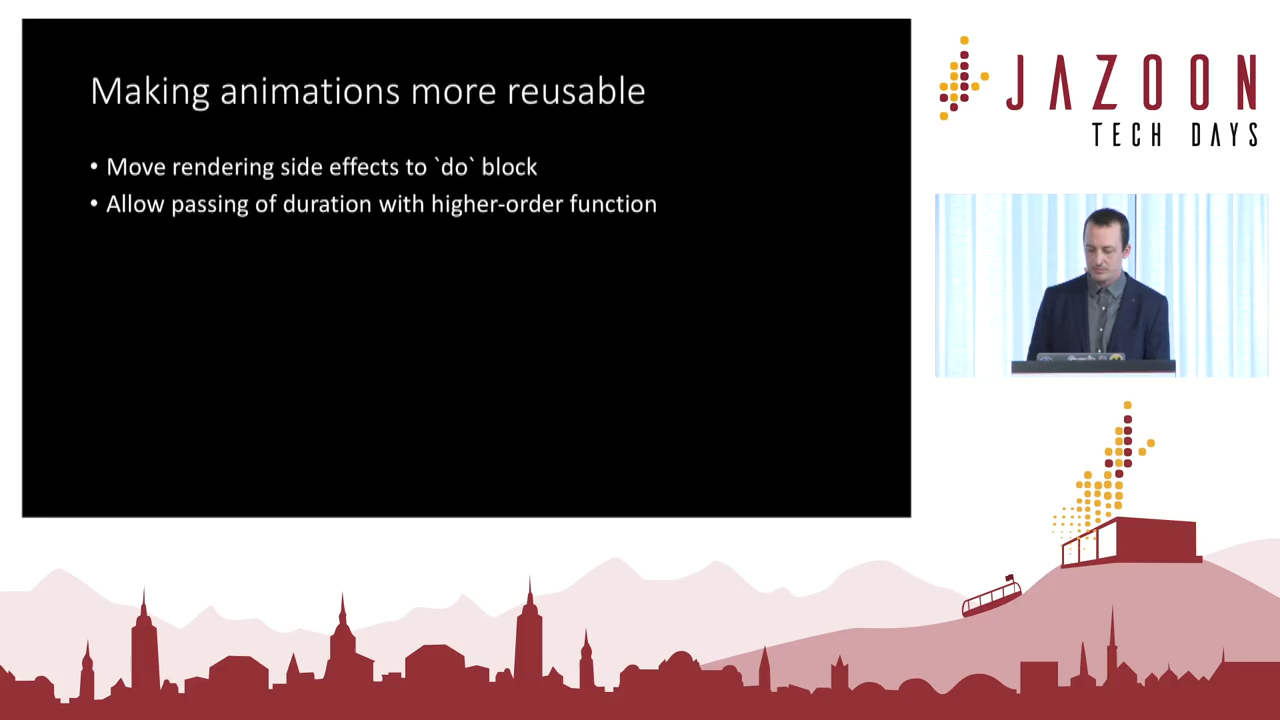 Making animations more reusable
• Move rendering side effects to `do` block
• Allow passing of duration with higher-order function
JAZOON
TECH DAYS